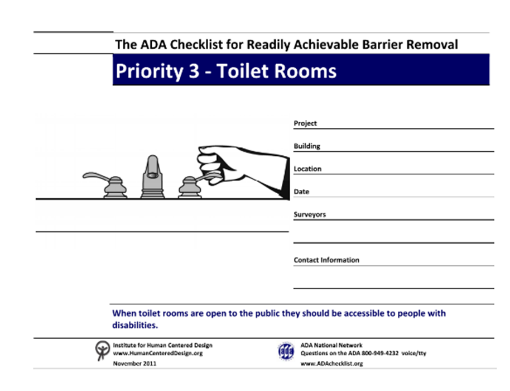 The ADA Checklist for Readily Achievable Barrier Removal
Priority 3 - Toilet Rooms
Project
Building
Location
Date
Surveyors
Contact Information
When toilet rooms are open to the public they should be accessible to people with
disabilities.
Institute for Human Centered Design
www.HumanCenteredDesign.org
November 2011
ADA National Network
Questions on the ADA 800-949-4232 voice/tty
www.ADAchecklist.org